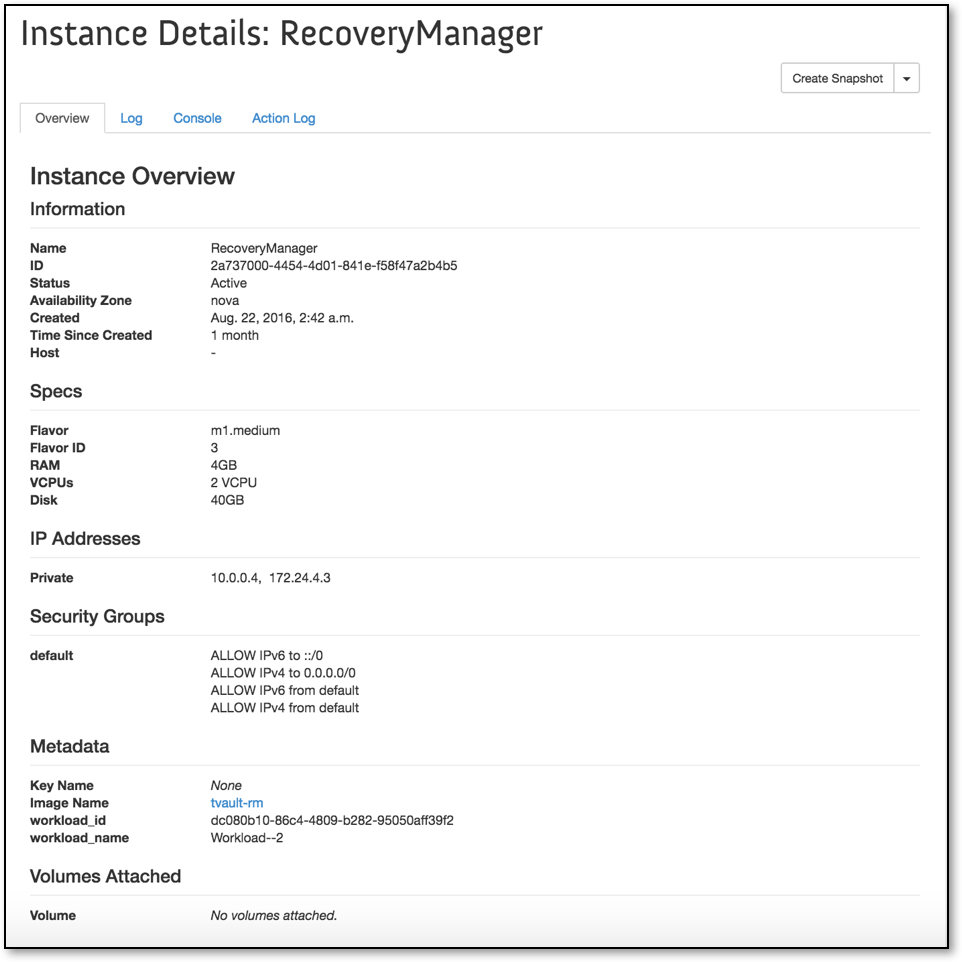 Instance Details: RecoveryManager
Create Snapshot
Overview Log Console Action Log
Instance Overview
Information
Name RecoveryManager
ID 2a737000-4454-4d01-841e-f58f47a2b4b5
Status Active
Availability Zone nova
Created Aug. 22, 2016, 2:42 a.m.
Time Since Created 1 month
Host -
Specs
Flavor m1.medium
Flavor ID 3
RAM 4GB
VCPUs 2 VCPU
Disk 40GB
IP Addresses
Private 10.0.0.4, 172.24.4.3
Security Groups
default ALLOW IPv6 to ::/0
ALLOW IPv4 to 0.0.0.0/0
ALLOW IPv6 from default
ALLOW IPv4 from default
Metadata
Key Name None
Image Name tvault-rm
workload_id dc080b10-86c4-4809-b282-95050aff39f2
workload_name Workload--2
Volumes Attached
Volume No volumes attached.